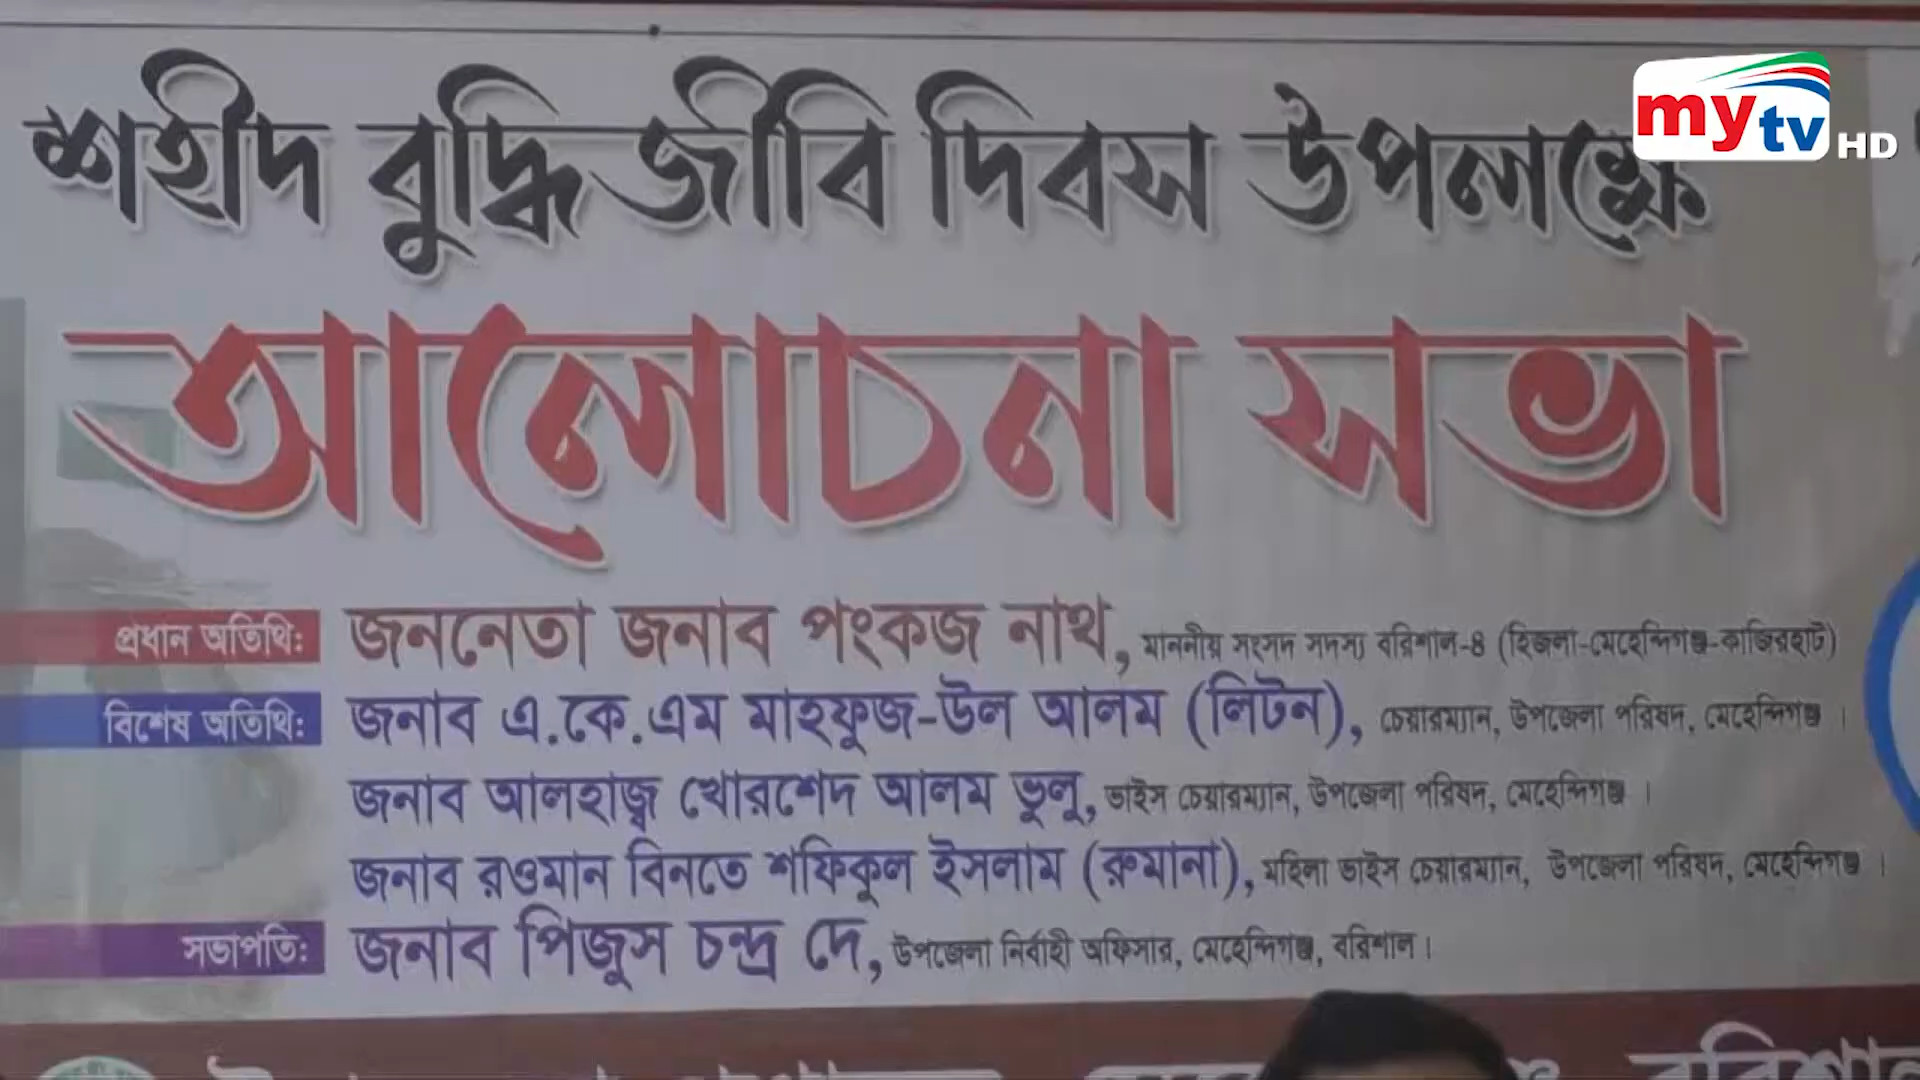 my tv HD
শহীদ বুদ্ধিজীবি দিবস উপলক্ষে
আলোচনা সভা
প্রধান অতিথি: জননেতা জনাব পংকজ নাথ, মাননীয় সংসদ সদস্য বরিশাল-৪ (হিজলা-মেহেন্দিগঞ্জ-কাজিরহাট)
বিশেষ অতিথি: জনাব এ.কে.এম মাহফুজ-উল আলম (লিটন), চেয়ারম্যান, উপজেলা পরিষদ, মেহেন্দিগঞ্জ।
জনাব আলহাজ্ব খোরশেদ আলম ভুলু, ভাইস চেয়ারম্যান, উপজেলা পরিষদ, মেহেন্দিগঞ্জ।
জনাব রওমান বিনতে শফিকুল ইসলাম (রুমানা), মহিলা ভাইস চেয়ারম্যান, উপজেলা পরিষদ, মেহেন্দিগঞ্জ।
সভাপতি: জনাব পিজুস চন্দ্র দে, উপজেলা নির্বাহী অফিসার, মেহেন্দিগঞ্জ, বরিশাল।